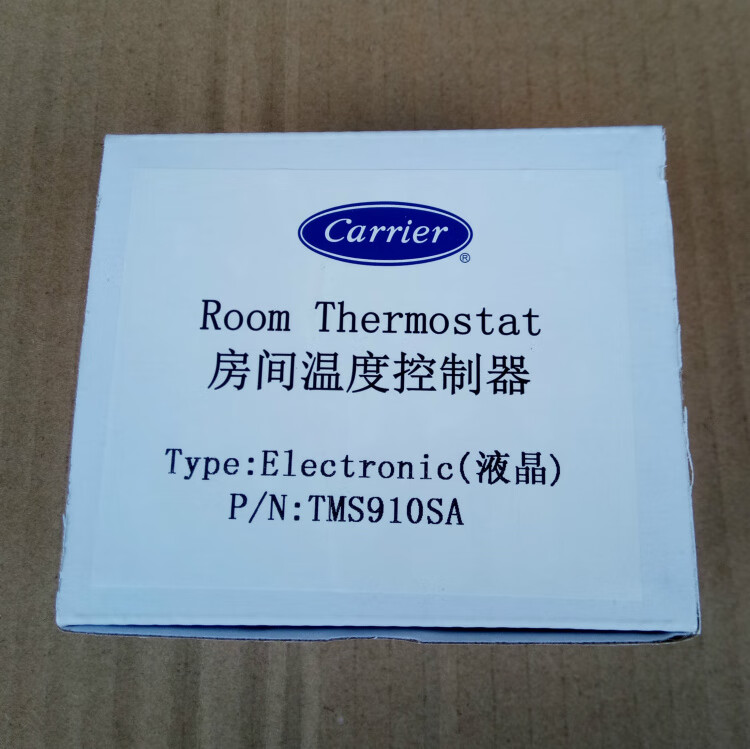 Carrier
®
Room Thermostat
房间温度控制器
Type:Electronic(液晶)
P/N:TMS910SA